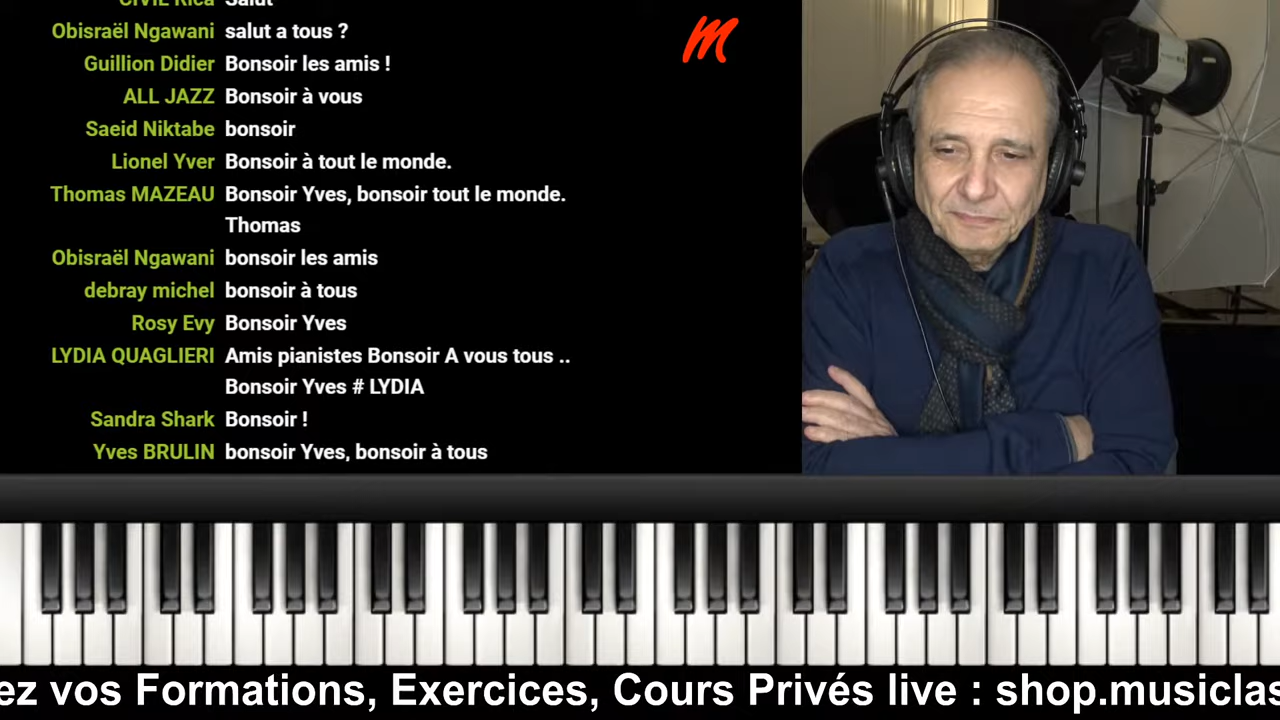 CIVIL Rica Salut
Obisraël Ngawani salut a tous ?
Guillion Didier Bonsoir les amis !
m
ALL JAZZ Bonsoir à vous
Saeid Niktabe bonsoir
Lionel Yver Bonsoir à tout le monde.
Thomas MAZEAU Bonsoir Yves, bonsoir tout le monde.
Thomas
Obisraël Ngawani bonsoir les amis
debray michel bonsoir à tous
Rosy Evy Bonsoir Yves
LYDIA QUAGLIERI Amis pianistes Bonsoir A vous tous ..
Bonsoir Yves # LYDIA
Sandra Shark Bonsoir !
Yves BRULIN bonsoir Yves, bonsoir à tous
ez vos Formations, Exercices, Cours Privés live : shop.musiclas